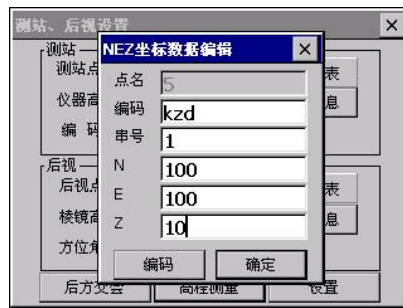 测站、后视设置
测站
NEZ坐标数据编辑
测站点
点名 5
表
仪器高
编码 kzd
息
编 码
串号 1
N 100
后视
后视点
E 100
表
棱镜高
Z 10
息
方位角
编码 确定
后方交会 高程测量 设置